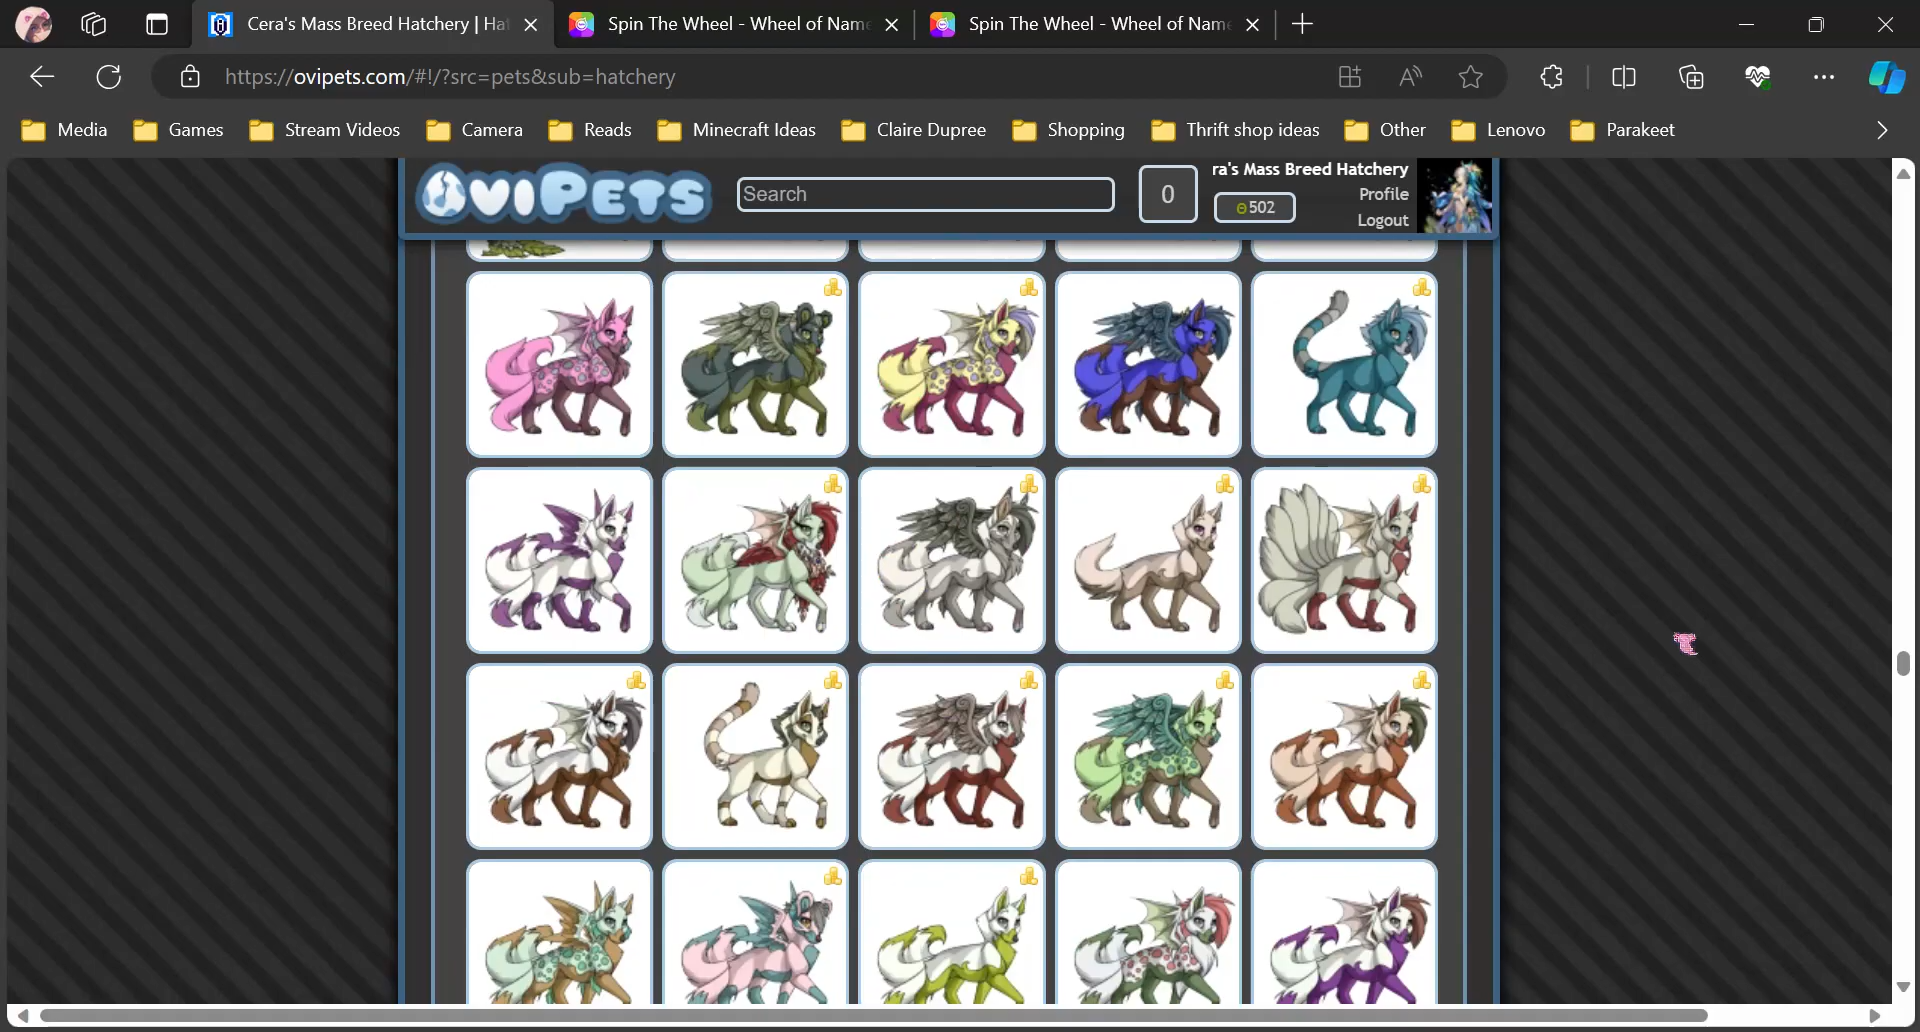 Cera's Mass Breed Hatchery | Hat
Spin The Wheel - Wheel of Name
Spin The Wheel - Wheel of Name
https://ovipets.com/#!/?src=pets&sub=hatchery
Media
Games
Stream Videos
Camera
Reads
Minecraft Ideas
Claire Dupree
Shopping
Thrift shop ideas
Other
Lenovo
Parakeet
OviPets
Search
0
ra's Mass Breed Hatchery
502
Profile
Logout